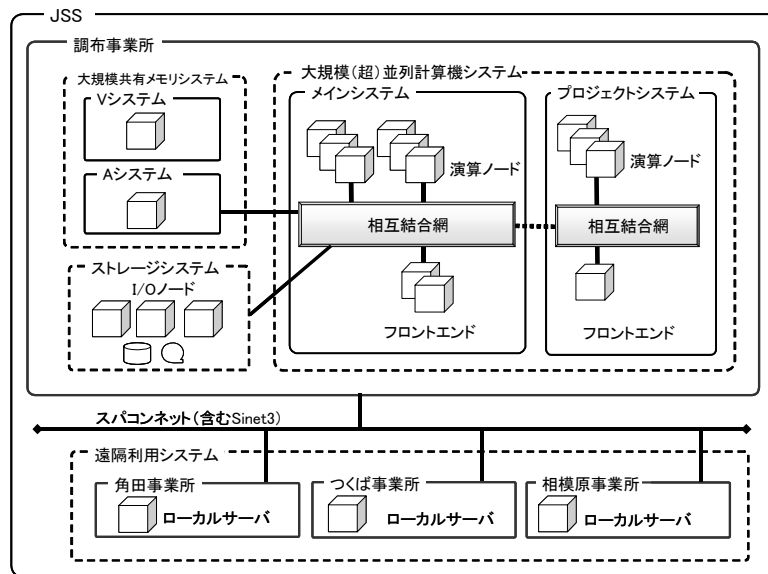 JSS
調布事業所
大規模共有メモリシステム
Vシステム
Aシステム
ストレージシステム
I/Oノード
大規模(超)並列計算機システム
メインシステム
演算ノード
相互結合網
フロントエンド
プロジェクトシステム
演算ノード
相互結合網
フロントエンド
スパコンネット(含むSinet3)
遠隔利用システム
角田事業所
ローカルサーバ
つくば事業所
ローカルサーバ
相模原事業所
ローカルサーバ